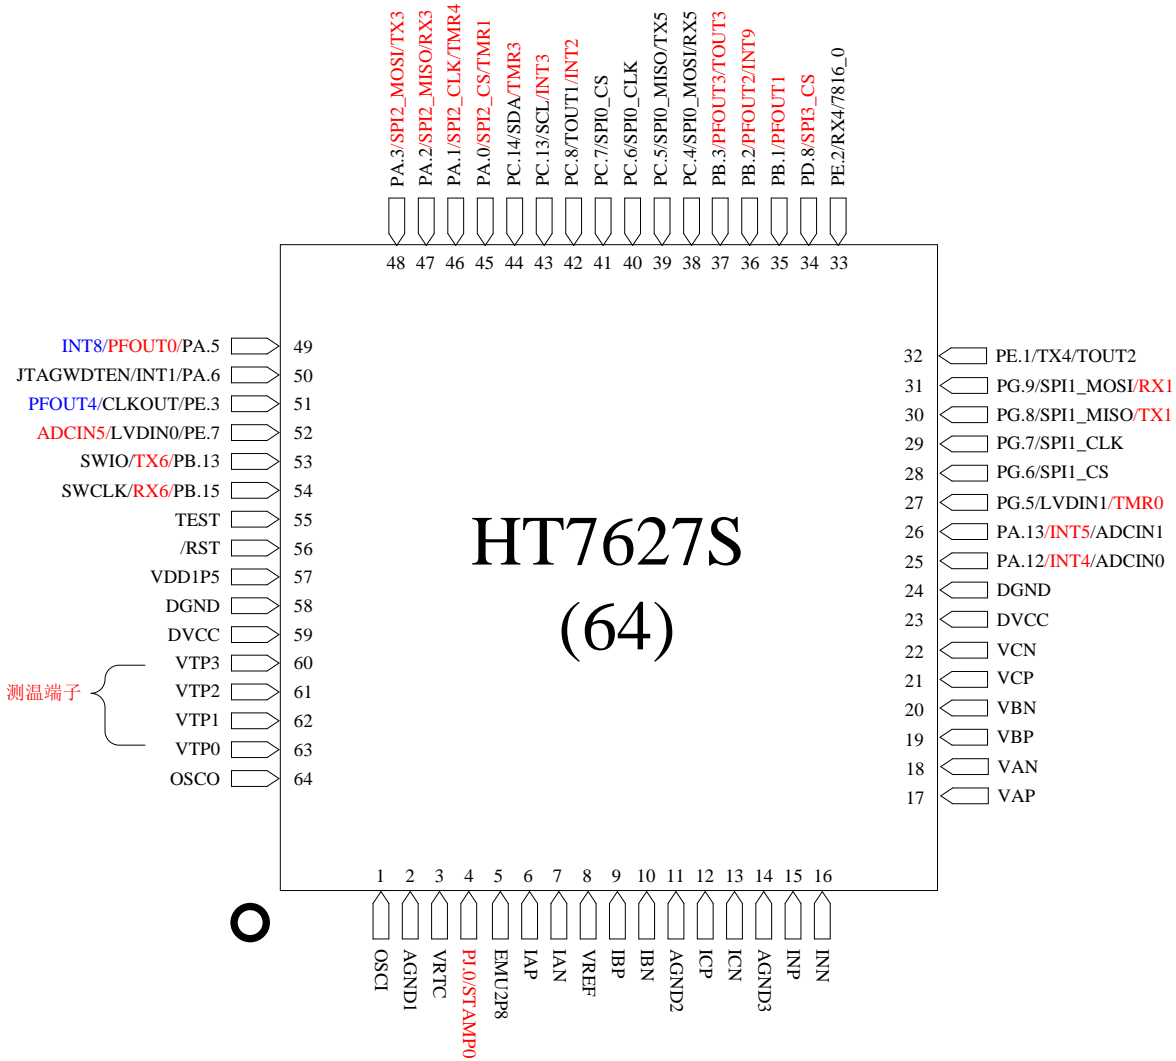 PA.3/SPI2_MOSI/TX3
PA.2/SPI2_MISO/RX3
PA.1/SPI2_CLK/TMR4
PA.0/SPI2_CS/TMR1
PC.14/SDA/TMR3
PC.13/SCL/INT3
PC.8/TOUT1/INT2
PC.7/SPI0_CS
PC.6/SPI0_CLK
PC.5/SPI0_MISO/TX5
PC.4/SPI0_MOSI/RX5
PB.3/PFOUT3/TOUT3
PB.2/PFOUT2/INT9
PB.1/PFOUT1
PD.8/SPI3_CS
PE.2/RX4/7816_0
48 47 46 45 44 43 42 41 40 39 38 37 36 35 34 33
INT8/PFOUT0/PA.5 49
JTAGWDTEN/INT1/PA.6 50
PFOUT4/CLKOUT/PE.3 51
ADCIN5/LVDIN0/PE.7 52
SWIO/TX6/PB.13 53
SWCLK/RX6/PB.15 54
TEST 55
/RST 56
VDD1P5 57
DGND 58
DVCC 59
VTP3 60
VTP2 61
VTP1 62
VTP0 63
OSCO 64
测温端子
HT7627S
(64)
32 PE.1/TX4/TOUT2
31 PG.9/SPI1_MOSI/RX1
30 PG.8/SPI1_MISO/TX1
29 PG.7/SPI1_CLK
28 PG.6/SPI1_CS
27 PG.5/LVDIN1/TMR0
26 PA.13/INT5/ADCIN1
25 PA.12/INT4/ADCIN0
24 DGND
23 DVCC
22 VCN
21 VCP
20 VBN
19 VBP
18 VAN
17 VAP
1 2 3 4 5 6 7 8 9 10 11 12 13 14 15 16
OSCI
AGND1
VRTC
PJ.0/STAMP0
EMU2P8
IAP
IAN
VREF
IBP
IBN
AGND2
ICP
ICN
AGND3
INP
INN